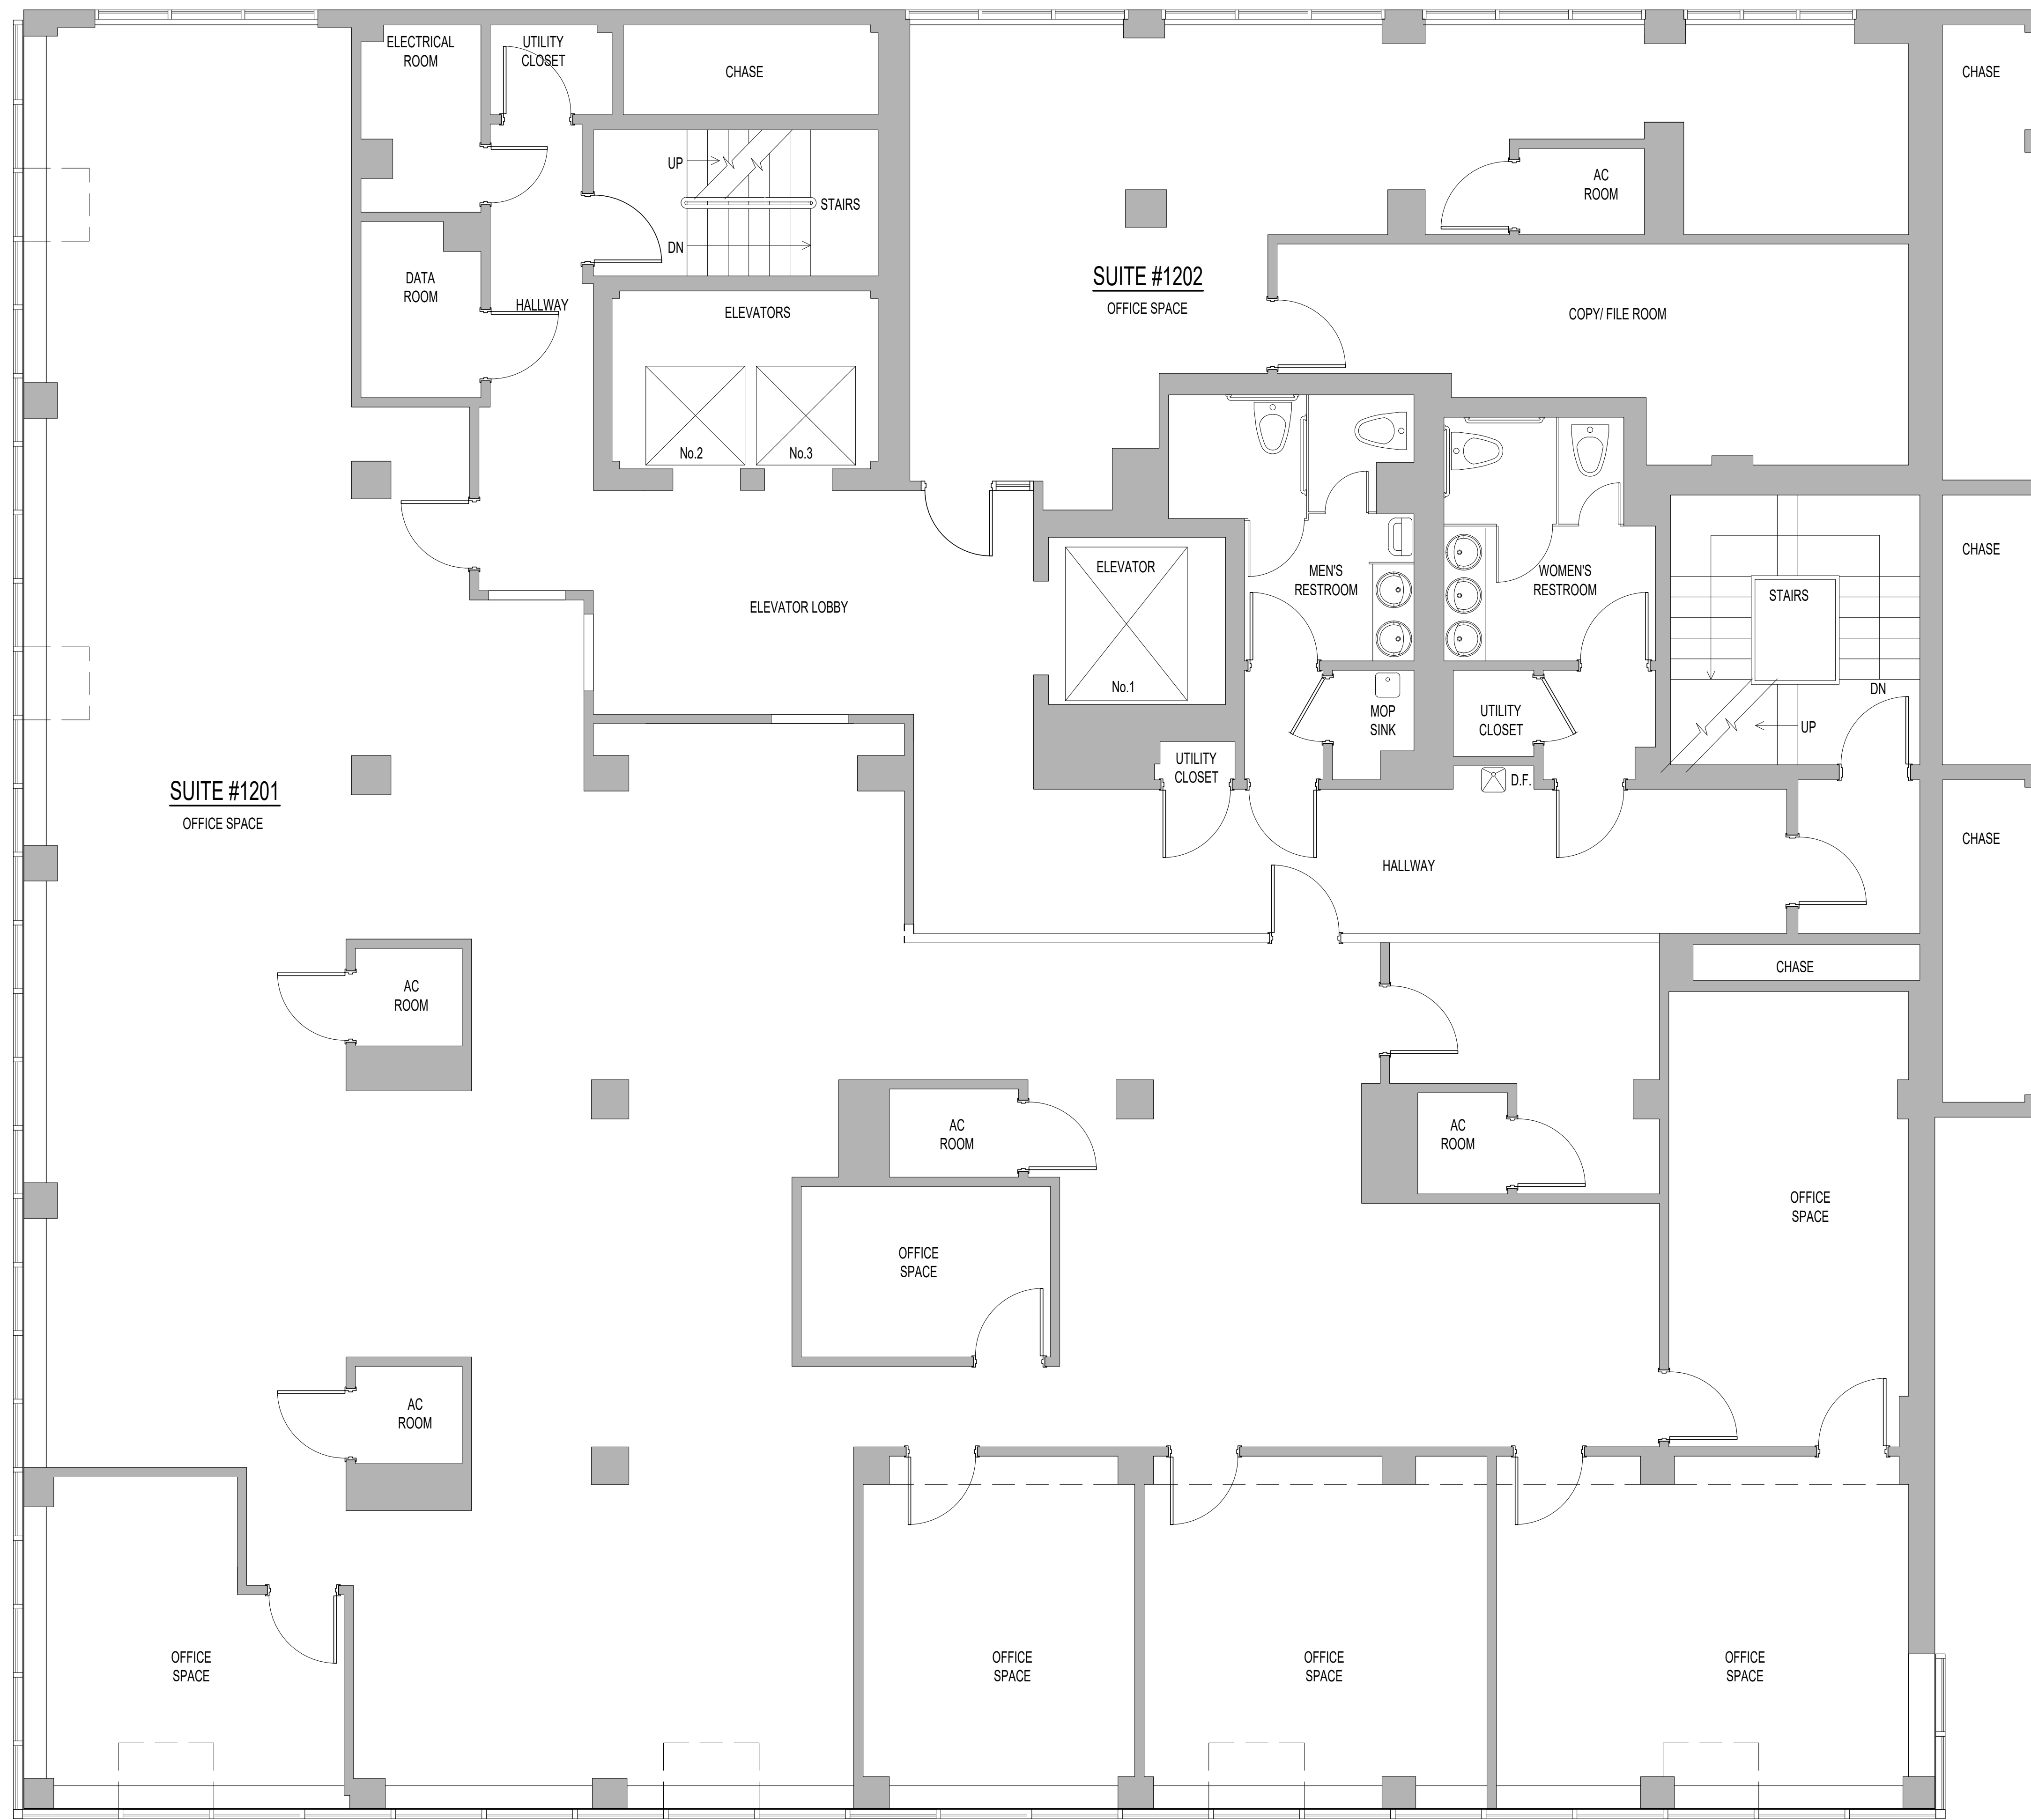 ELECTRICAL
ROOM
UTILITY
CLOSET
CHASE
CHASE
UP
STAIRS
DN
AC
ROOM
DATA
ROOM
HALLWAY
ELEVATORS
SUITE #1202
OFFICE SPACE
COPY/ FILE ROOM
No.2
No.3
ELEVATOR
No.1
ELEVATOR LOBBY
MEN'S
RESTROOM
WOMEN'S
RESTROOM
STAIRS
CHASE
DN
UP
MOP
SINK
UTILITY
CLOSET
UTILITY
CLOSET
D.F.
SUITE #1201
OFFICE SPACE
HALLWAY
CHASE
CHASE
AC
ROOM
AC
ROOM
AC
ROOM
OFFICE
SPACE
OFFICE
SPACE
AC
ROOM
OFFICE
SPACE
OFFICE
SPACE
OFFICE
SPACE
OFFICE
SPACE